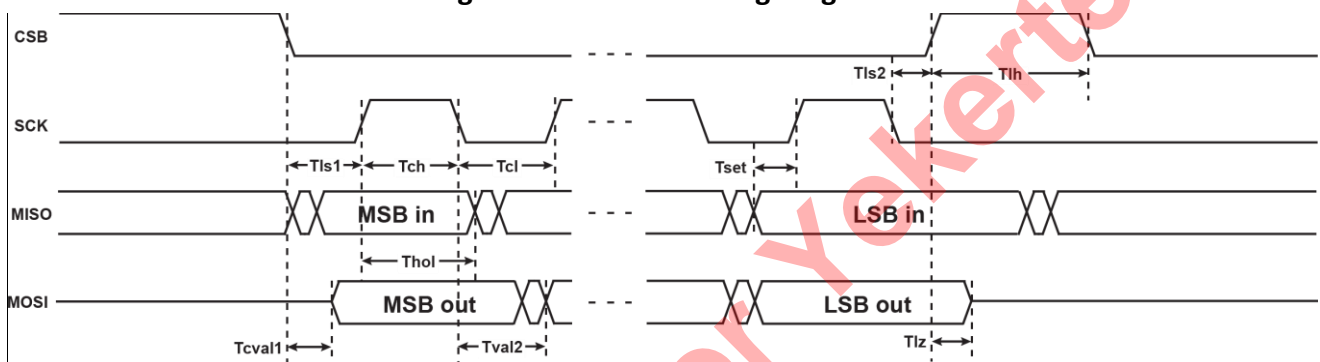 CSB
Tls2
Tlh
SCK
Tls1
Tch
Tcl
Tset
MISO
MSB in
LSB in
Thol
MOSI
MSB out
LSB out
Tcval1
Tval2
Tlz
Yekerte